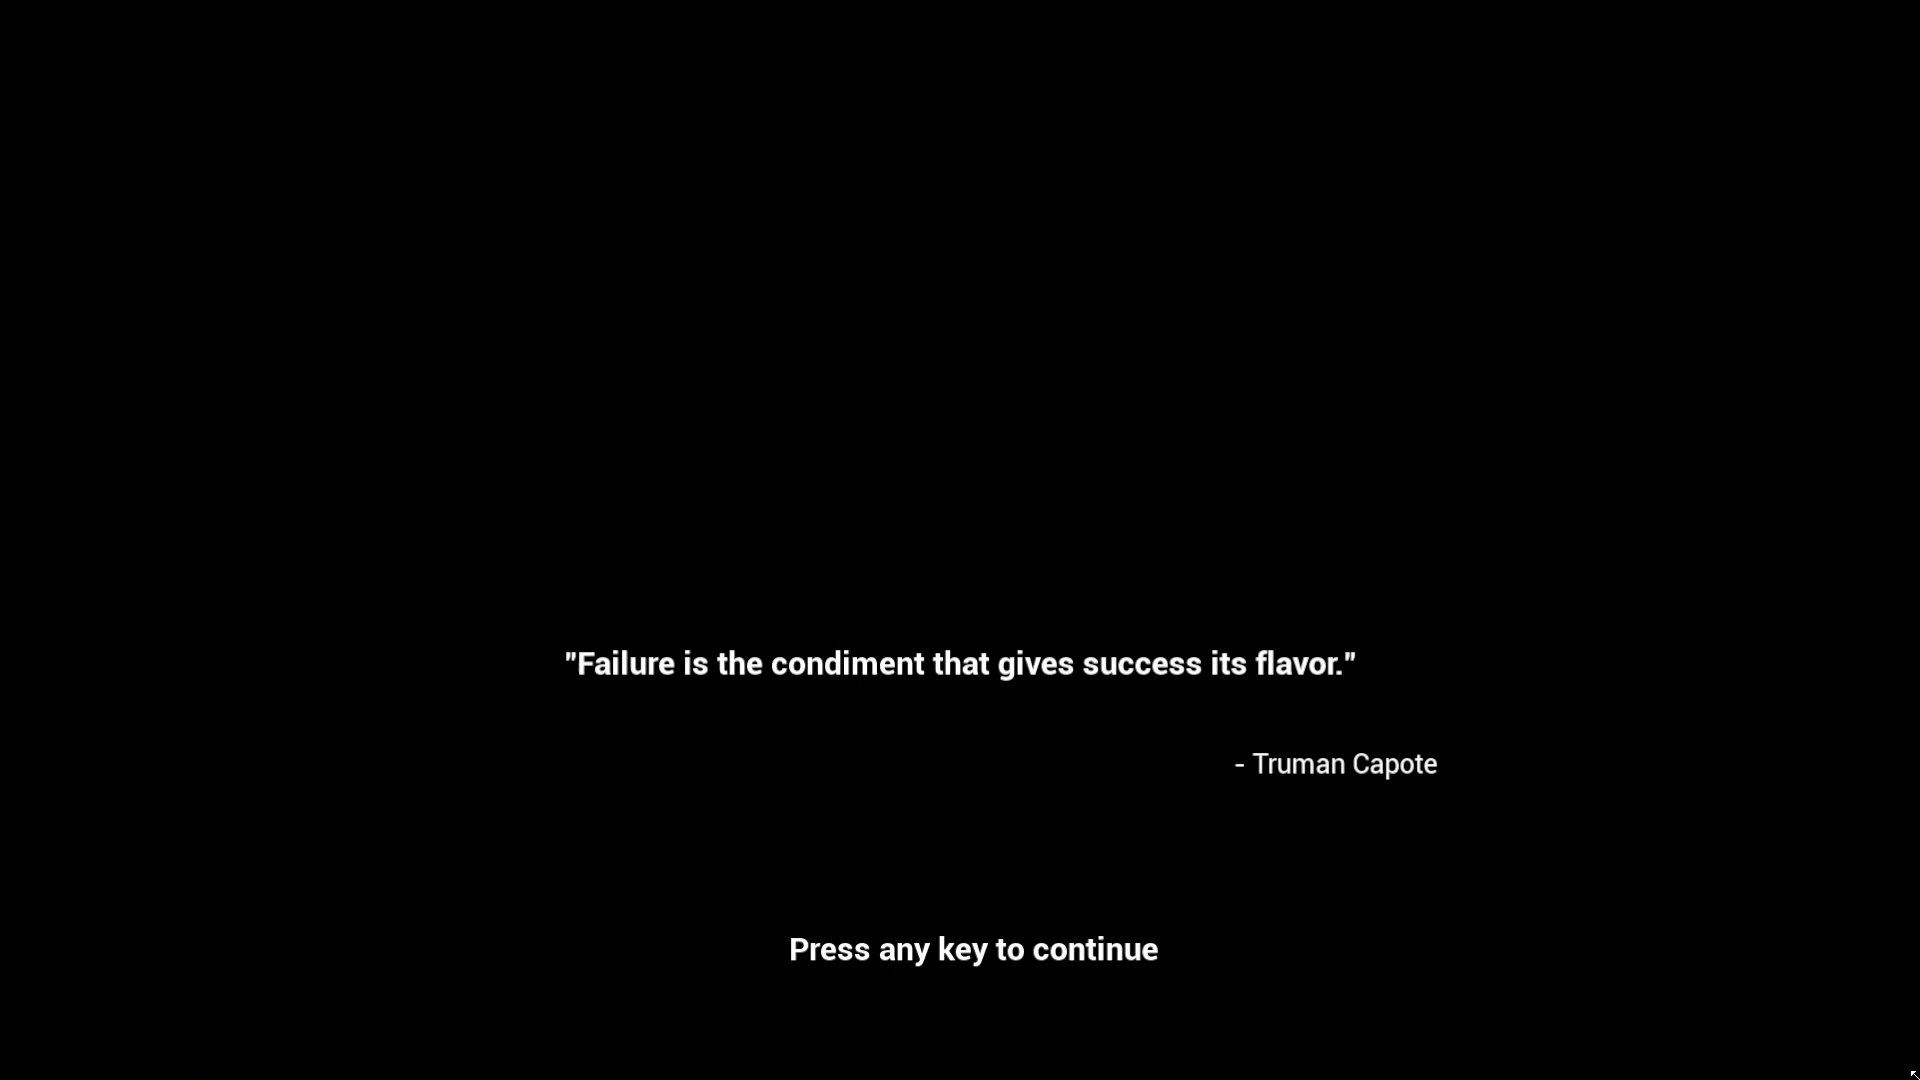 "Failure is the condiment that gives success its flavor."
- Truman Capote
Press any key to continue